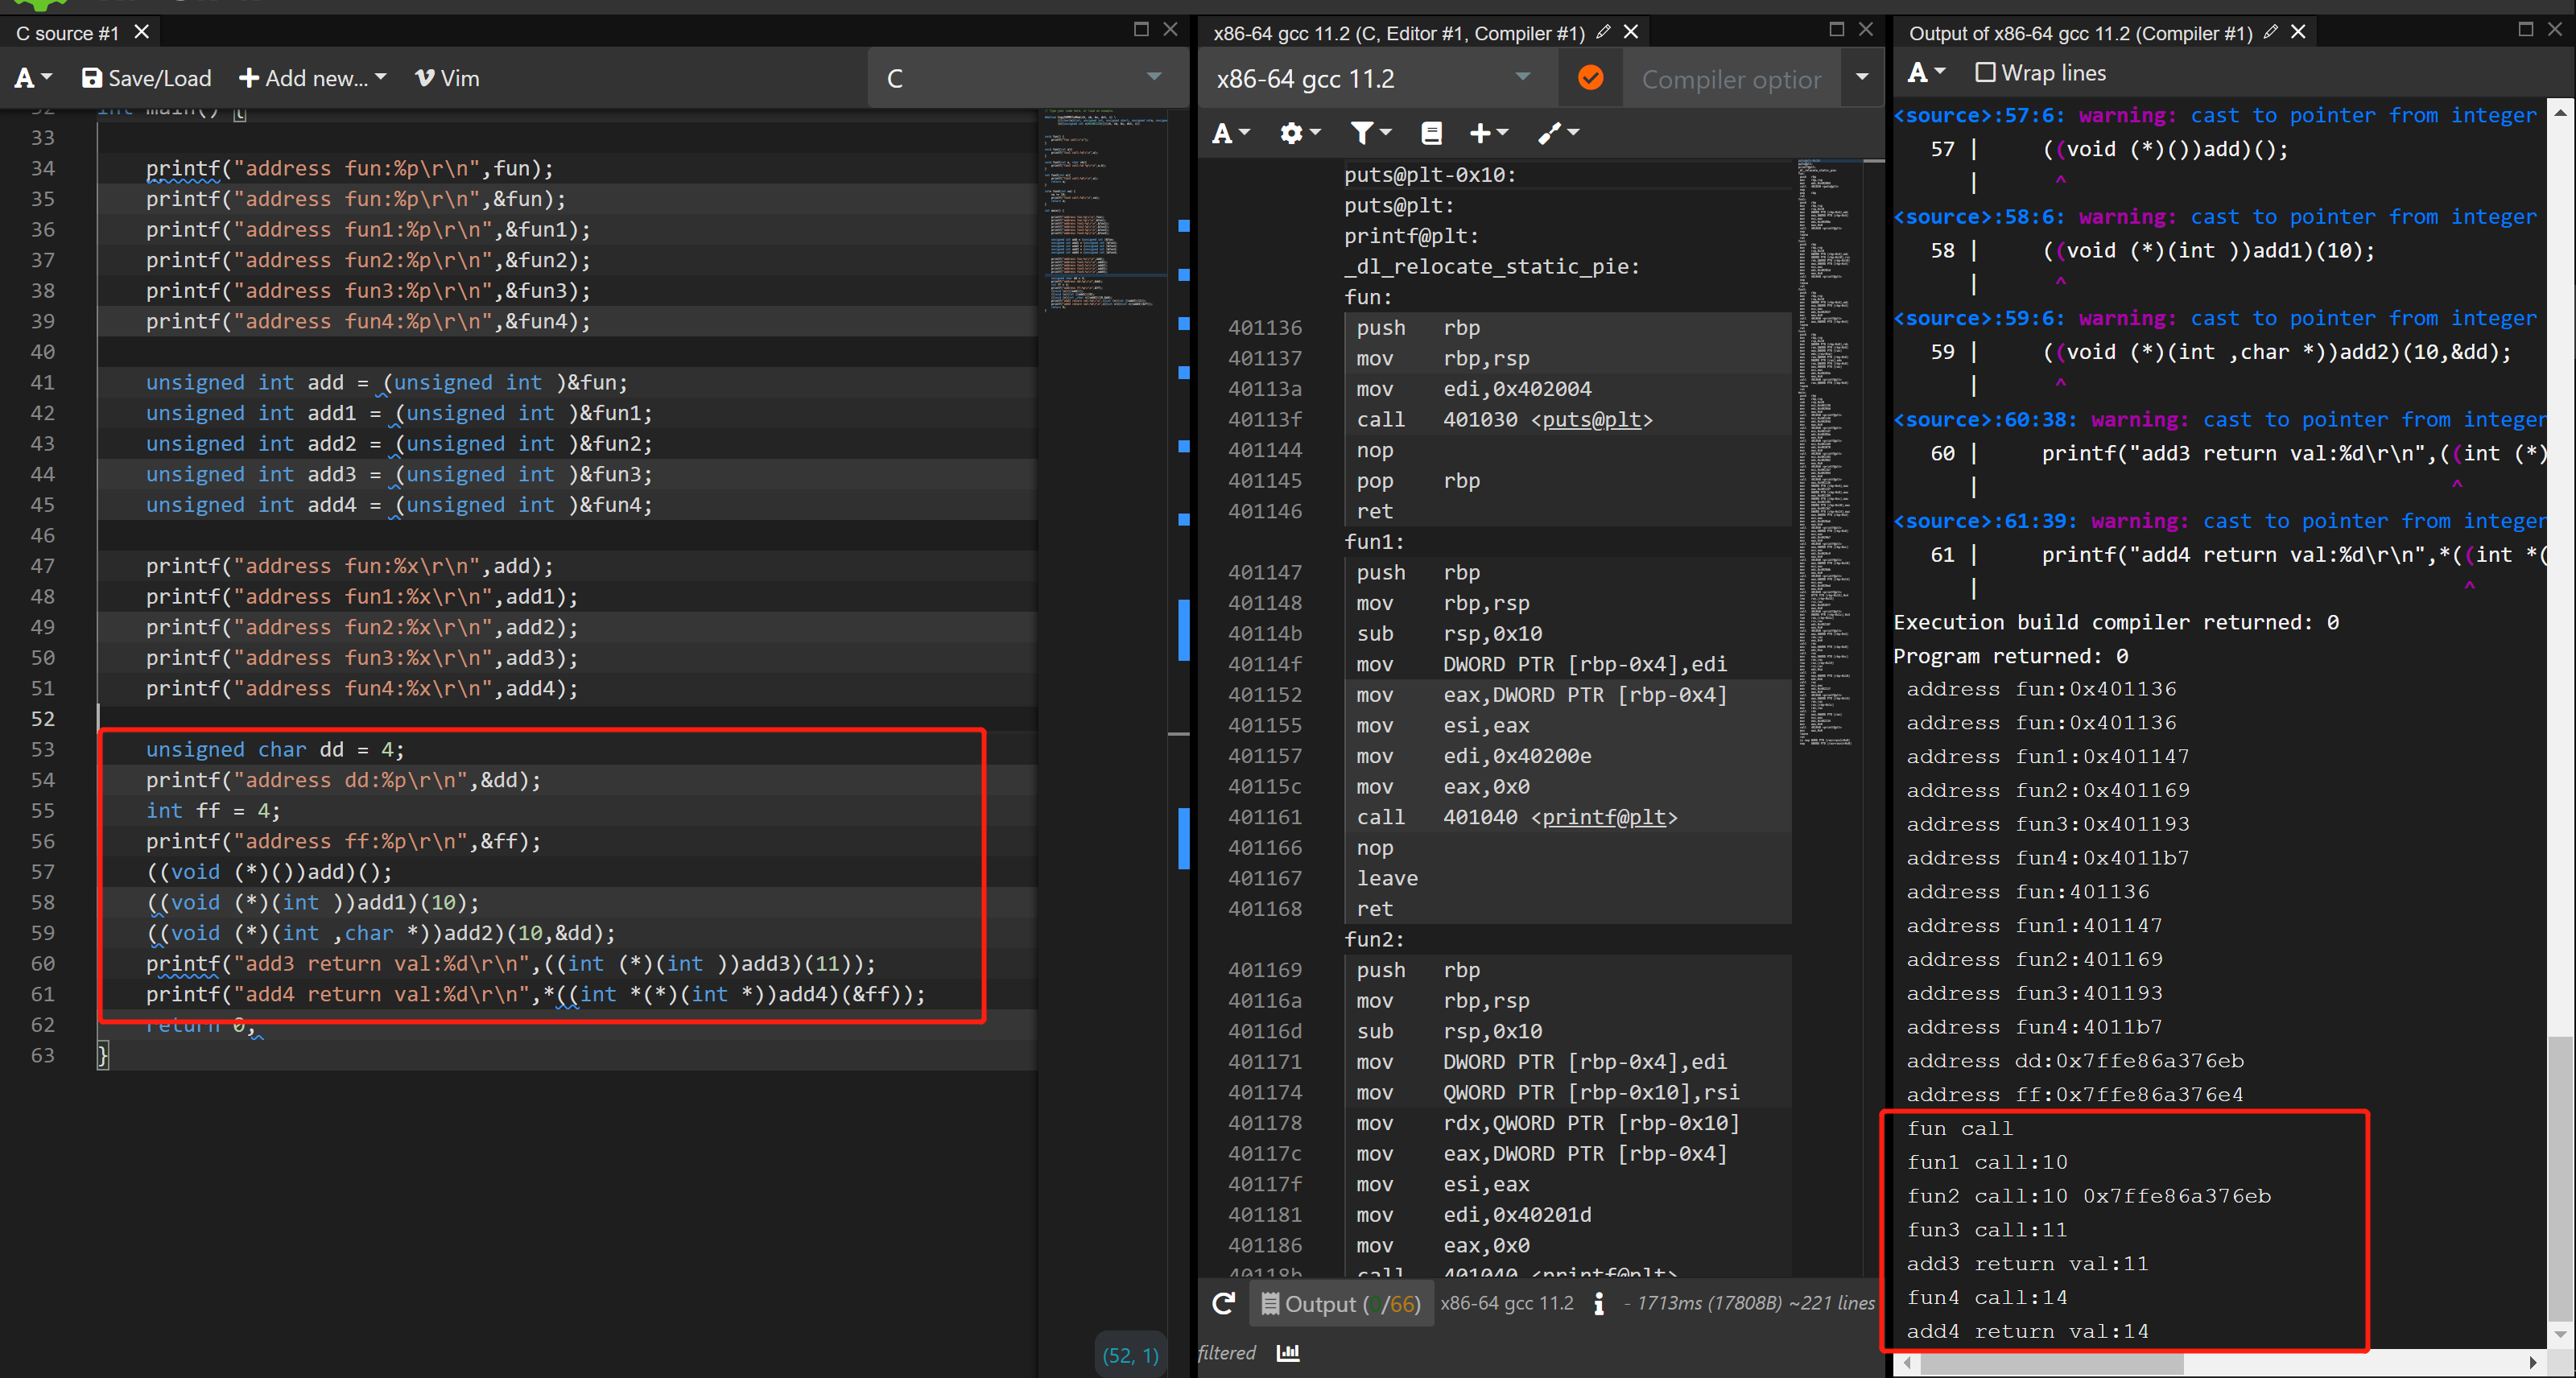 C source #1
A
Save/Load
Add new...
Vim
C
33
34 printf("address fun:%p\r\n",fun);
35 printf("address fun:%p\r\n",&fun);
36 printf("address fun1:%p\r\n",&fun1);
37 printf("address fun2:%p\r\n",&fun2);
38 printf("address fun3:%p\r\n",&fun3);
39 printf("address fun4:%p\r\n",&fun4);
40
41 unsigned int add = (unsigned int )&fun;
42 unsigned int add1 = (unsigned int )&fun1;
43 unsigned int add2 = (unsigned int )&fun2;
44 unsigned int add3 = (unsigned int )&fun3;
45 unsigned int add4 = (unsigned int )&fun4;
46
47 printf("address fun:%x\r\n",add);
48 printf("address fun1:%x\r\n",add1);
49 printf("address fun2:%x\r\n",add2);
50 printf("address fun3:%x\r\n",add3);
51 printf("address fun4:%x\r\n",add4);
52
53 unsigned char dd = 4;
54 printf("address dd:%p\r\n",&dd);
55 int ff = 4;
56 printf("address ff:%p\r\n",&ff);
57 ((void (*)())add)();
58 ((void (*)(int ))add1)(10);
59 ((void (*)(int ,char *))add2)(10,&dd);
60 printf("add3 return val:%d\r\n",((int (*)(int ))add3)(11));
61 printf("add4 return val:%d\r\n",*((int *(*)(int *))add4)(&ff));
62 return 0;
63 }
(52, 1)
x86-64 gcc 11.2 (C, Editor #1, Compiler #1)
x86-64 gcc 11.2
Compiler option
A
puts@plt-0x10:
puts@plt:
printf@plt:
_dl_relocate_static_pie:
fun:
401136 push rbp
401137 mov rbp,rsp
40113a mov edi,0x402004
40113f call 401030 <puts@plt>
401144 nop
401145 pop rbp
401146 ret
fun1:
401147 push rbp
401148 mov rbp,rsp
40114b sub rsp,0x10
40114f mov DWORD PTR [rbp-0x4],edi
401152 mov eax,DWORD PTR [rbp-0x4]
401155 mov esi,eax
401157 mov edi,0x40200e
40115c mov eax,0x0
401161 call 401040 <printf@plt>
401166 nop
401167 leave
401168 ret
fun2:
401169 push rbp
40116a mov rbp,rsp
40116d sub rsp,0x10
401171 mov DWORD PTR [rbp-0x4],edi
401174 mov QWORD PTR [rbp-0x10],rsi
401178 mov rdx,QWORD PTR [rbp-0x10]
40117c mov eax,DWORD PTR [rbp-0x4]
40117f mov esi,eax
401181 mov edi,0x40201d
401186 mov eax,0x0
40118b call 401040 <printf@plt>
Output (0/66) x86-64 gcc 11.2 - 1713ms (17808B) ~221 lines
filtered
Output of x86-64 gcc 11.2 (Compiler #1)
A
Wrap lines
<source>:57:6: warning: cast to pointer from integer
57 | ((void (*)())add)();
| ^
<source>:58:6: warning: cast to pointer from integer
58 | ((void (*)(int ))add1)(10);
| ^
<source>:59:6: warning: cast to pointer from integer
59 | ((void (*)(int ,char *))add2)(10,&dd);
| ^
<source>:60:38: warning: cast to pointer from integer
60 | printf("add3 return val:%d\r\n",((int (*)
| ^
<source>:61:39: warning: cast to pointer from integer
61 | printf("add4 return val:%d\r\n",*((int *(
| ^
Execution build compiler returned: 0
Program returned: 0
address fun:0x401136
address fun:0x401136
address fun1:0x401147
address fun2:0x401169
address fun3:0x401193
address fun4:0x4011b7
address fun:401136
address fun1:401147
address fun2:401169
address fun3:401193
address fun4:4011b7
address dd:0x7ffe86a376eb
address ff:0x7ffe86a376e4
fun call
fun1 call:10
fun2 call:10 0x7ffe86a376eb
fun3 call:11
add3 return val:11
fun4 call:14
add4 return val:14